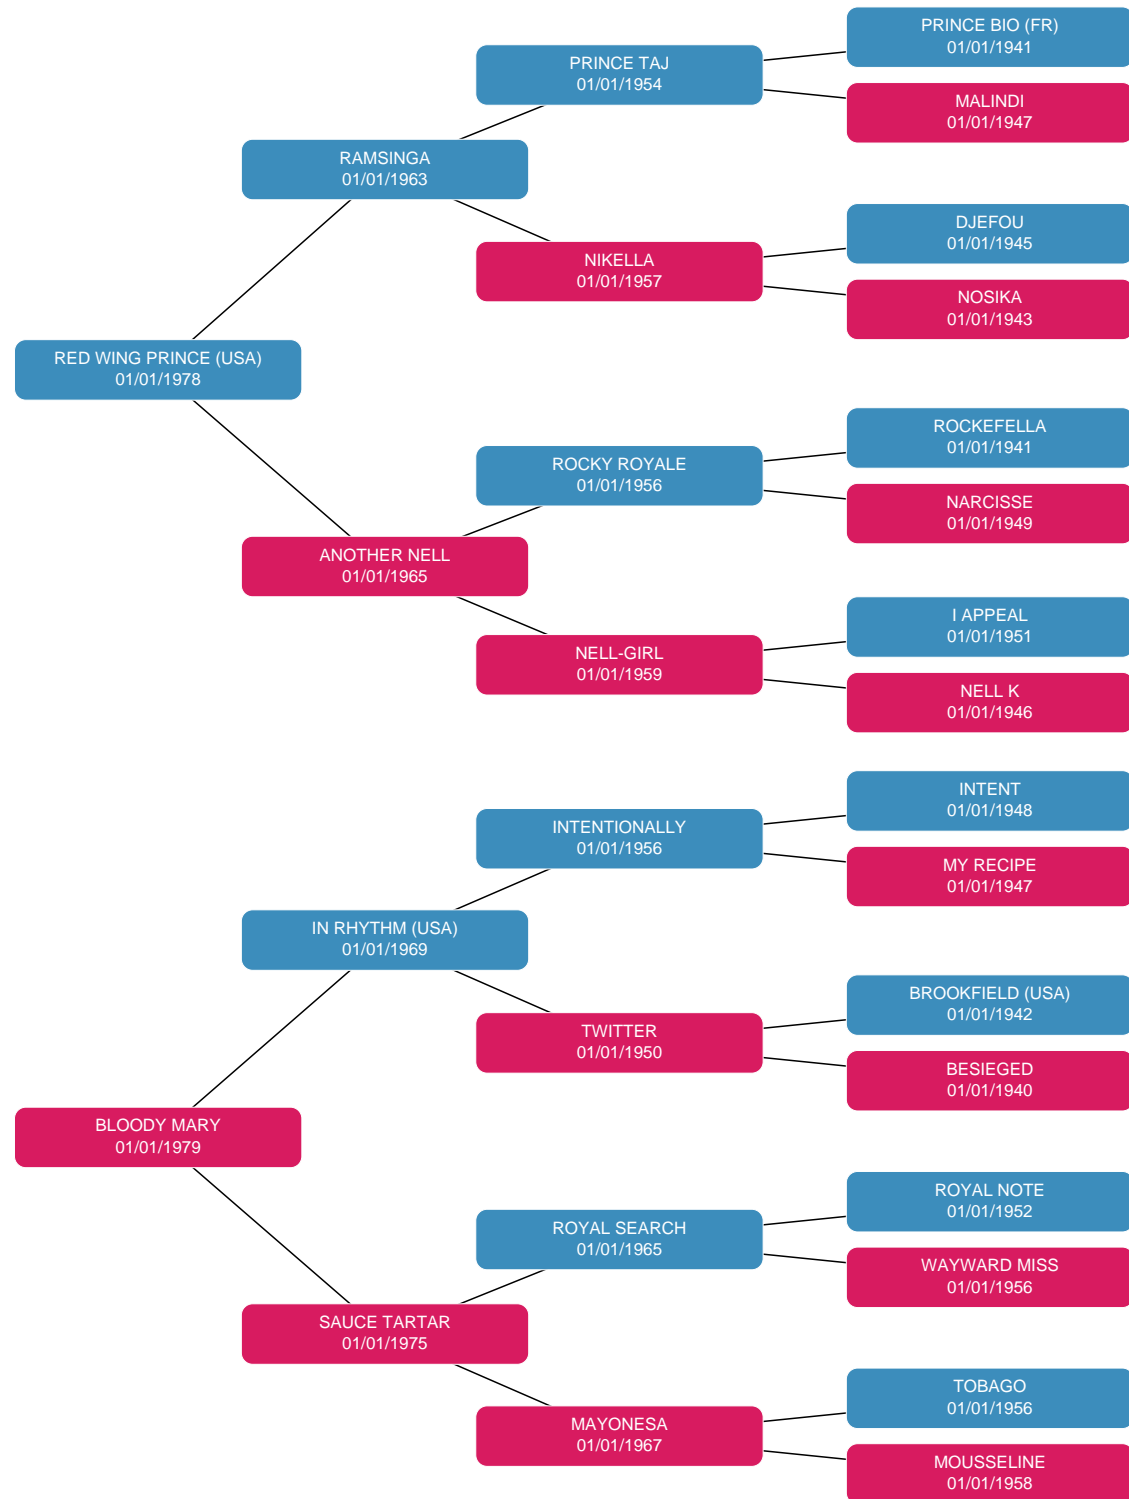 PRINCE BIO (FR)
01/01/1941
PRINCE TAJ
01/01/1954
MALINDI
01/01/1947
RAMSINGA
01/01/1963
DJEFOU
01/01/1945
NIKELLA
01/01/1957
NOSIKA
01/01/1943
RED WING PRINCE (USA)
01/01/1978
ROCKEFELLA
01/01/1941
ROCKY ROYALE
01/01/1956
NARCISSE
01/01/1949
ANOTHER NELL
01/01/1965
I APPEAL
01/01/1951
NELL-GIRL
01/01/1959
NELL K
01/01/1946
INTENT
01/01/1948
INTENTIONALLY
01/01/1956
MY RECIPE
01/01/1947
IN RHYTHM (USA)
01/01/1969
BROOKFIELD (USA)
01/01/1942
TWITTER
01/01/1950
BESIEGED
01/01/1940
BLOODY MARY
01/01/1979
ROYAL NOTE
01/01/1952
ROYAL SEARCH
01/01/1965
WAYWARD MISS
01/01/1956
SAUCE TARTAR
01/01/1975
TOBAGO
01/01/1956
MAYONESA
01/01/1967
MOUSSELINE
01/01/1958